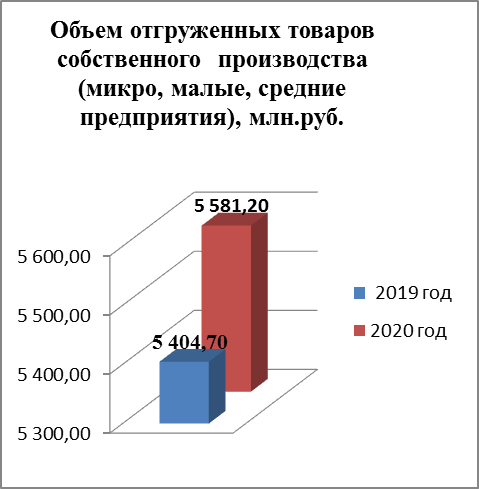 Объем отгруженных товаров
собственного производства
(микро, малые, средние
предприятия), млн.руб.
5 581,20
5 600,00
5 500,00
2019 год
2020 год
5 404,70
5 400,00
5 300,00